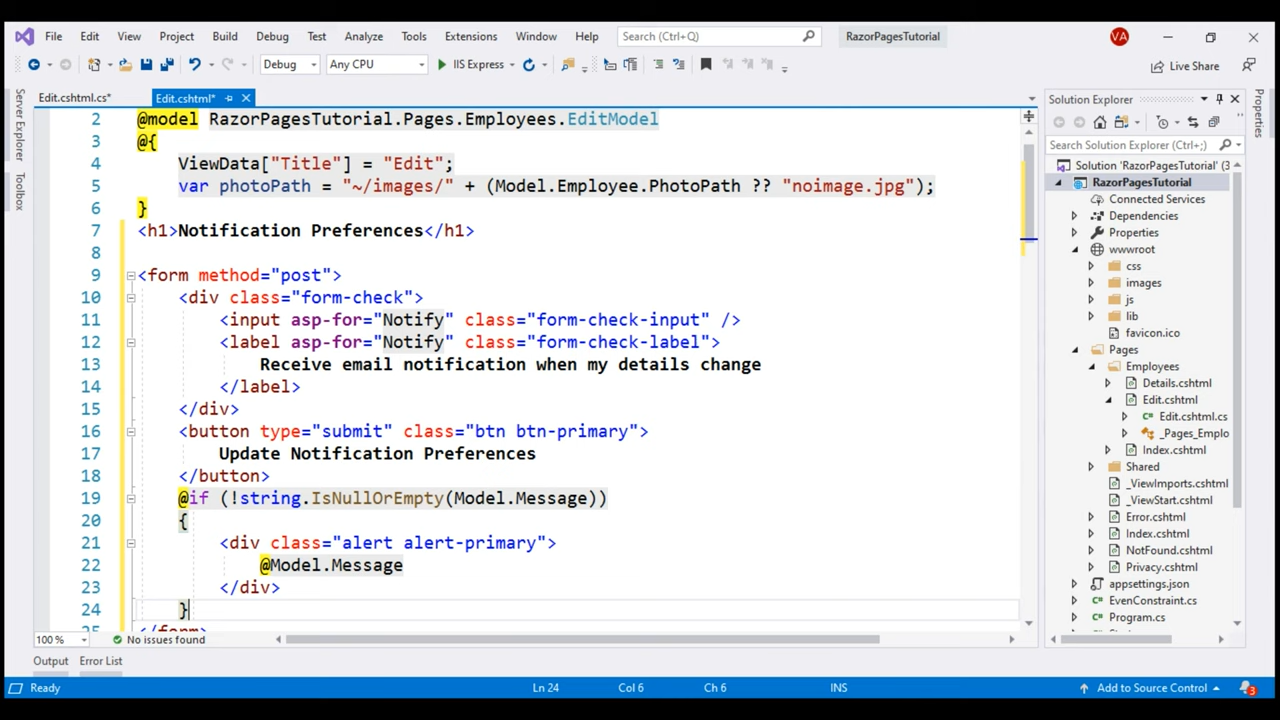 File Edit View Project Build Debug Test Analyze Tools Extensions Window Help Search (Ctrl+Q) RazorPagesTutorial VA
Debug Any CPU IIS Express Live Share
Server Explorer
Toolbox
Edit.cshtml.cs* Edit.cshtml*
2 @model RazorPagesTutorial.Pages.Employees.EditModel
3 @{
4 ViewData["Title"] = "Edit";
5 var photoPath = "~/images/" + (Model.Employee.PhotoPath ?? "noimage.jpg");
6 }
7 <h1>Notification Preferences</h1>
8
9 <form method="post">
10 <div class="form-check">
11 <input asp-for="Notify" class="form-check-input" />
12 <label asp-for="Notify" class="form-check-label">
13 Receive email notification when my details change
14 </label>
15 </div>
16 <button type="submit" class="btn btn-primary">
17 Update Notification Preferences
18 </button>
19 @if (!string.IsNullOrEmpty(Model.Message))
20 {
21 <div class="alert alert-primary">
22 @Model.Message
23 </div>
24 }
25 </form>
100 % No issues found
Solution Explorer
Search Solution Explorer (Ctrl+;)
Solution 'RazorPagesTutorial' (3
RazorPagesTutorial
Connected Services
Dependencies
Properties
wwwroot
css
images
js
lib
favicon.ico
Pages
Employees
Details.cshtml
Edit.cshtml
Edit.cshtml.cs
_Pages_Emplo
Index.cshtml
Shared
_ViewImports.cshtml
_ViewStart.cshtml
Error.cshtml
Index.cshtml
NotFound.cshtml
Privacy.cshtml
appsettings.json
EvenConstraint.cs
Program.cs
Properties
Output Error List
Ready Ln 24 Col 6 Ch 6 INS Add to Source Control 3